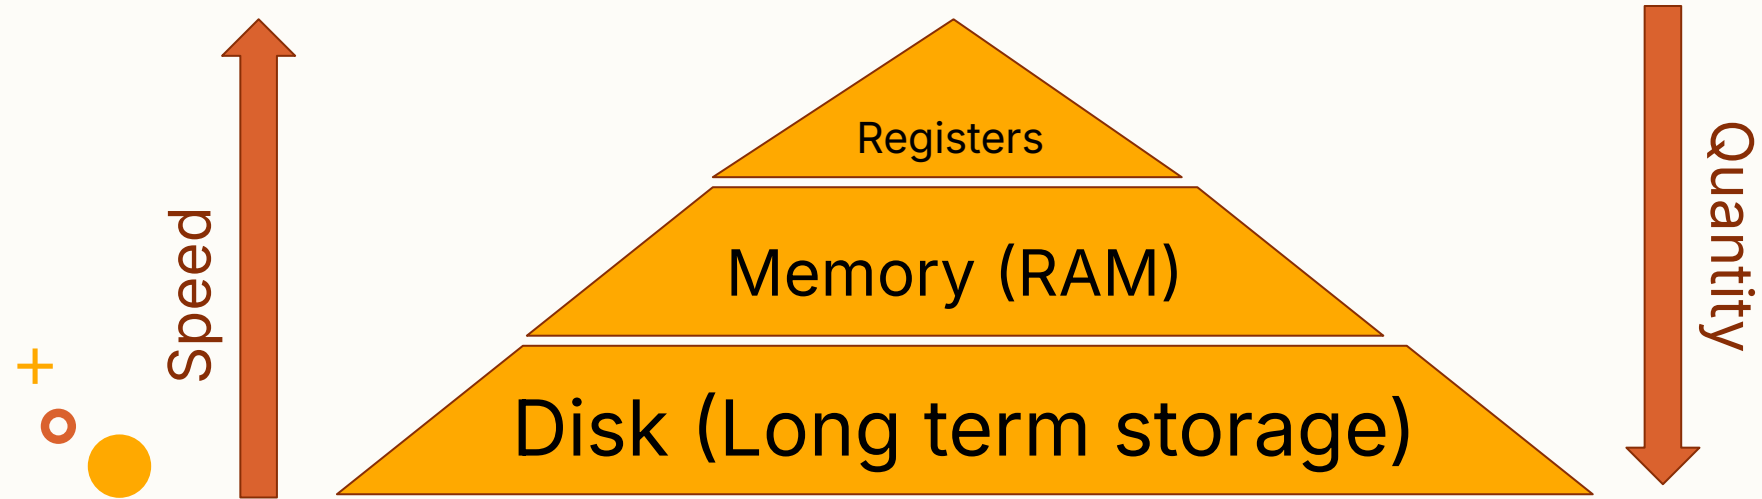 Speed
Registers
Memory (RAM)
Disk (Long term storage)
Quantity